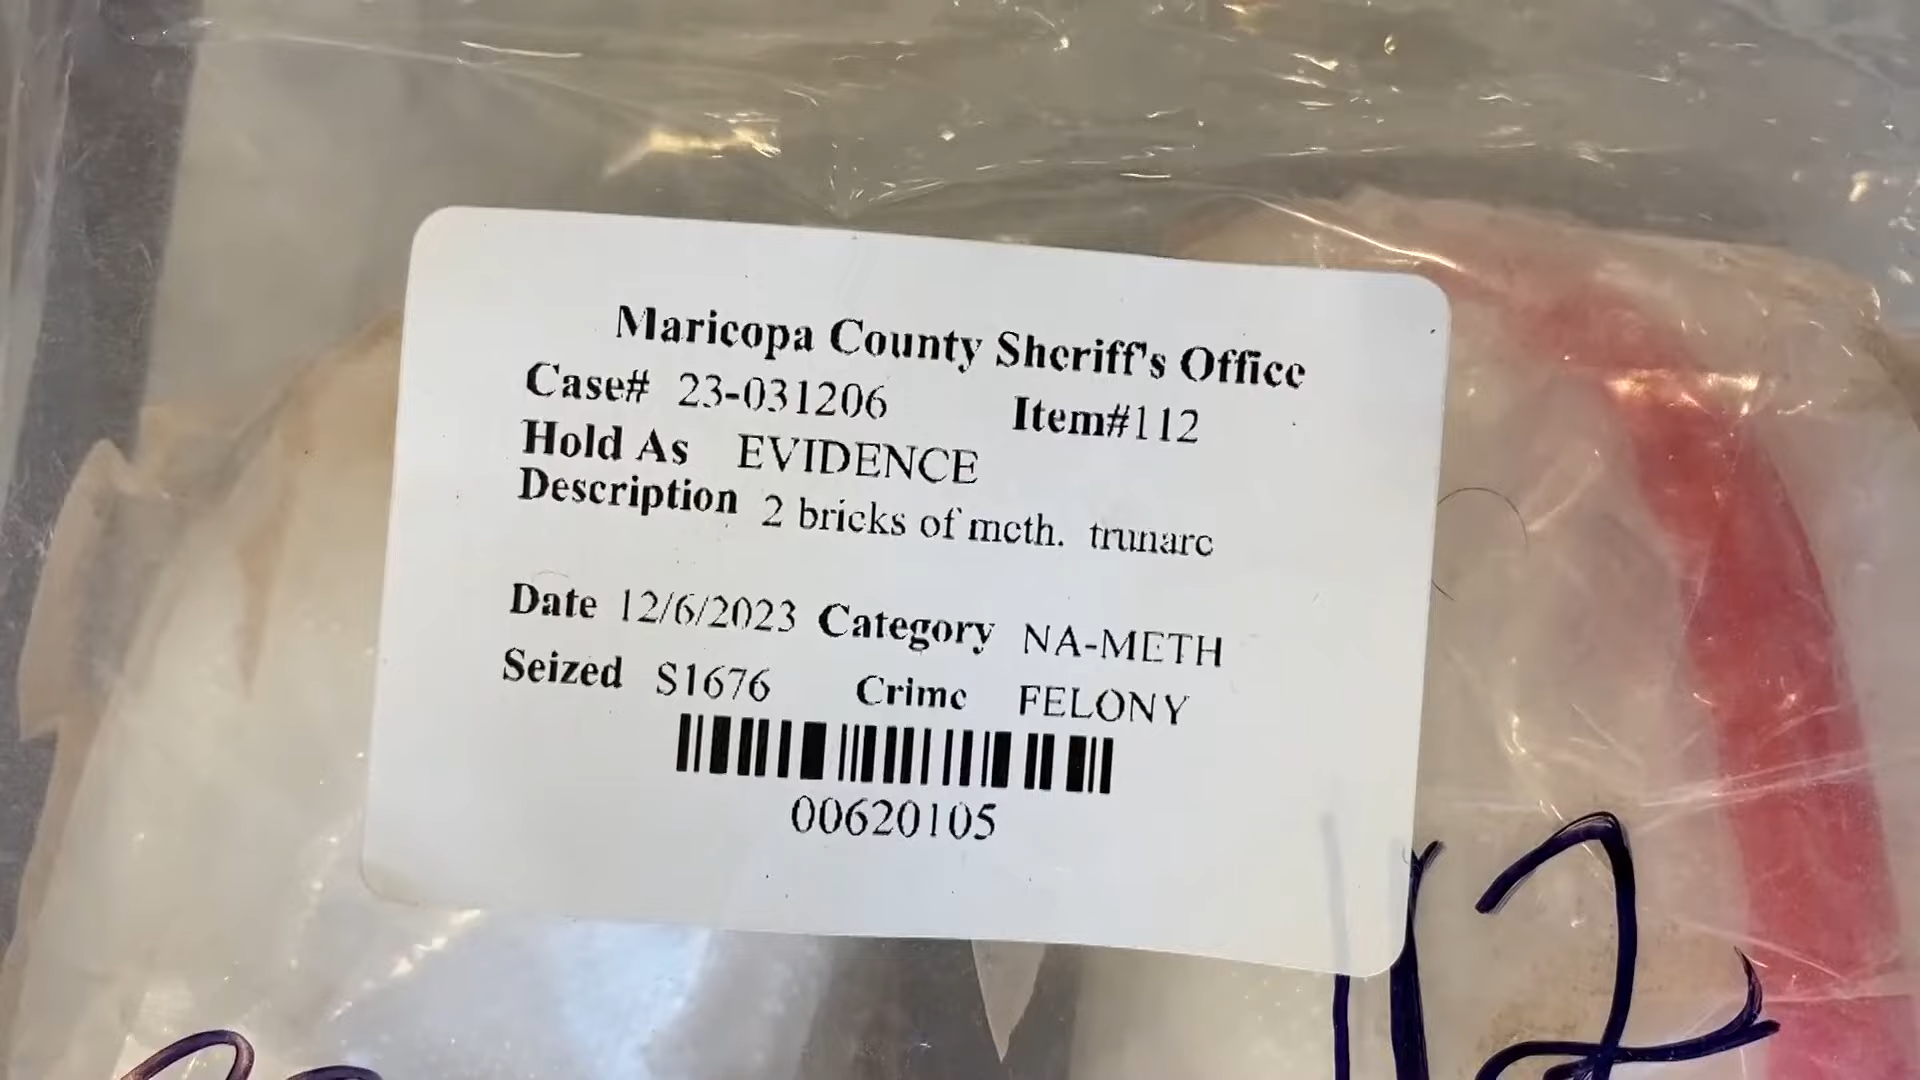 Maricopa County Sheriff's Office
Case# 23-031206 Item#112
Hold As EVIDENCE
Description 2 bricks of meth. trunarc
Date 12/6/2023 Category NA-METH
Seized S1676 Crime FELONY
00620105
112